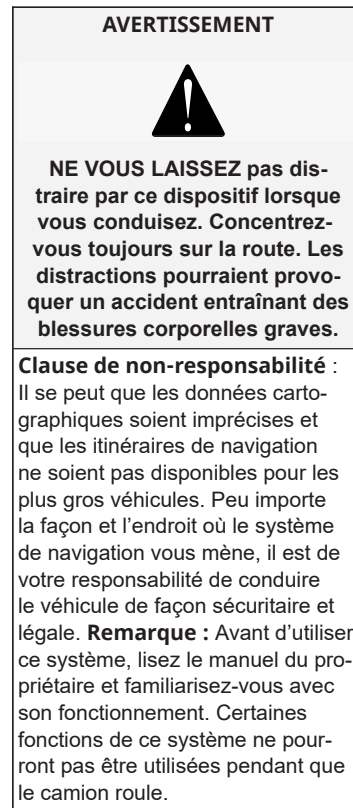 AVERTISSEMENT
NE VOUS LAISSEZ pas dis-
traire par ce dispositif lorsque
vous conduisez. Concentrez-
vous toujours sur la route. Les
distractions pourraient provo-
quer un accident entraînant des
blessures corporelles graves.
Clause de non-responsabilité :
Il se peut que les données carto-
graphiques soient imprécises et
que les itinéraires de navigation
ne soient pas disponibles pour les
plus gros véhicules. Peu importe
la façon et l’endroit où le système
de navigation vous mène, il est de
votre responsabilité de conduire
le véhicule de façon sécuritaire et
légale. Remarque : Avant d’utiliser
ce système, lisez le manuel du pro-
priétaire et familiarisez-vous avec
son fonctionnement. Certaines
fonctions de ce système ne pour-
ront pas être utilisées pendant que
le camion roule.